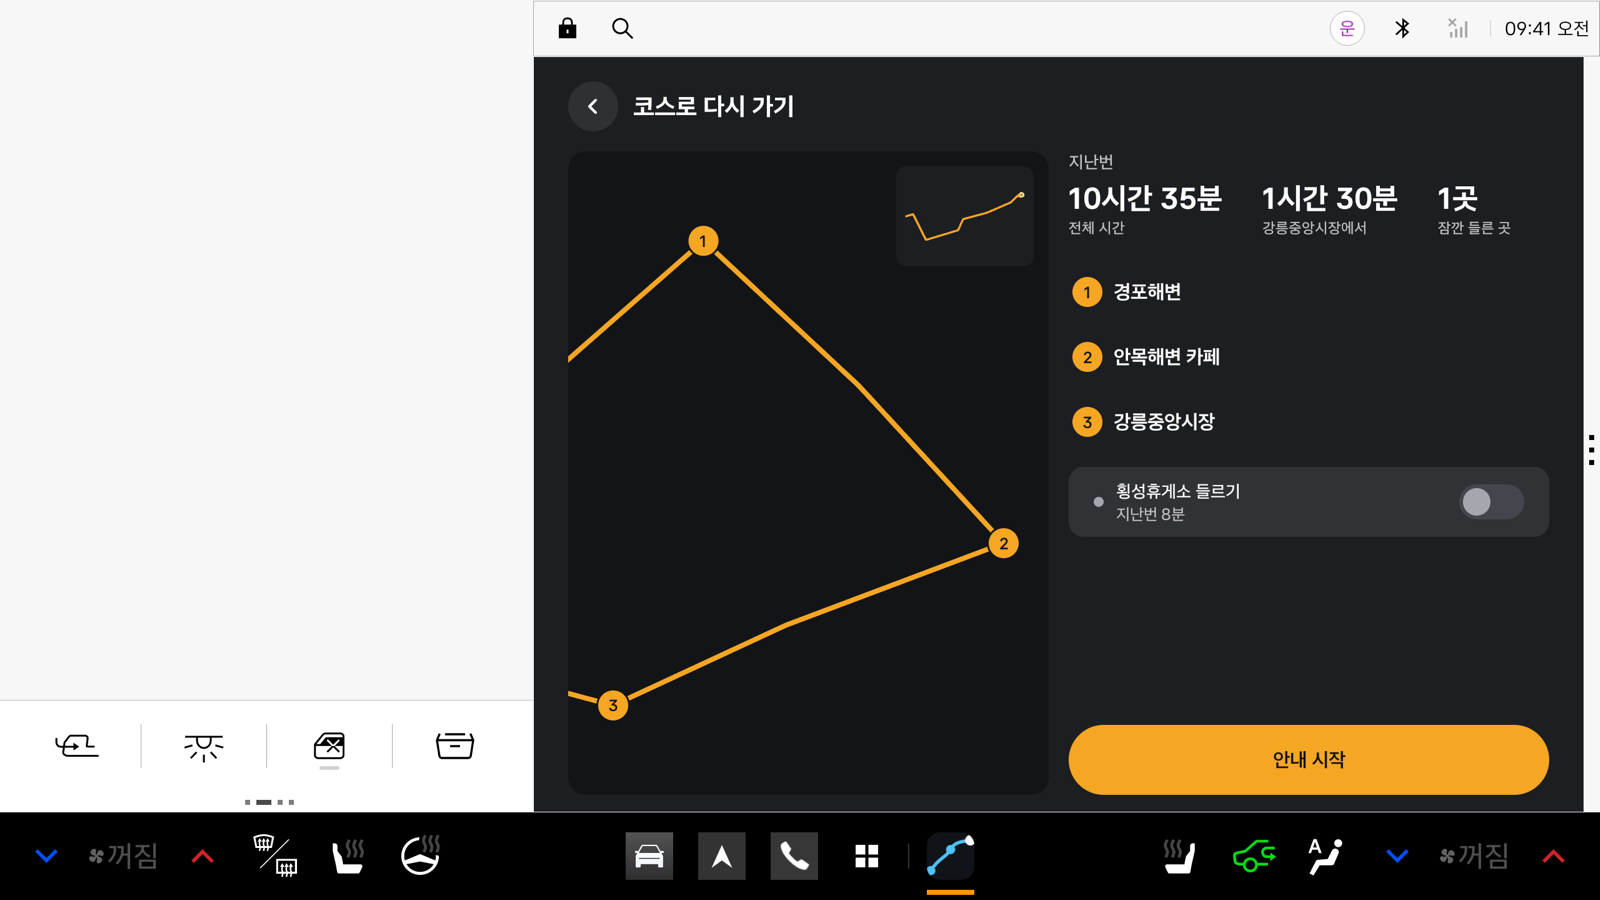 운
09:41 오전
코스로 다시 가기
지난번
10시간 35분
전체 시간
1시간 30분
강릉중앙시장에서
1곳
잠깐 들른 곳
1
2
3
1 경포해변
2 안목해변 카페
3 강릉중앙시장
횡성휴게소 들르기
지난번 8분
안내 시작
꺼짐
A
꺼짐